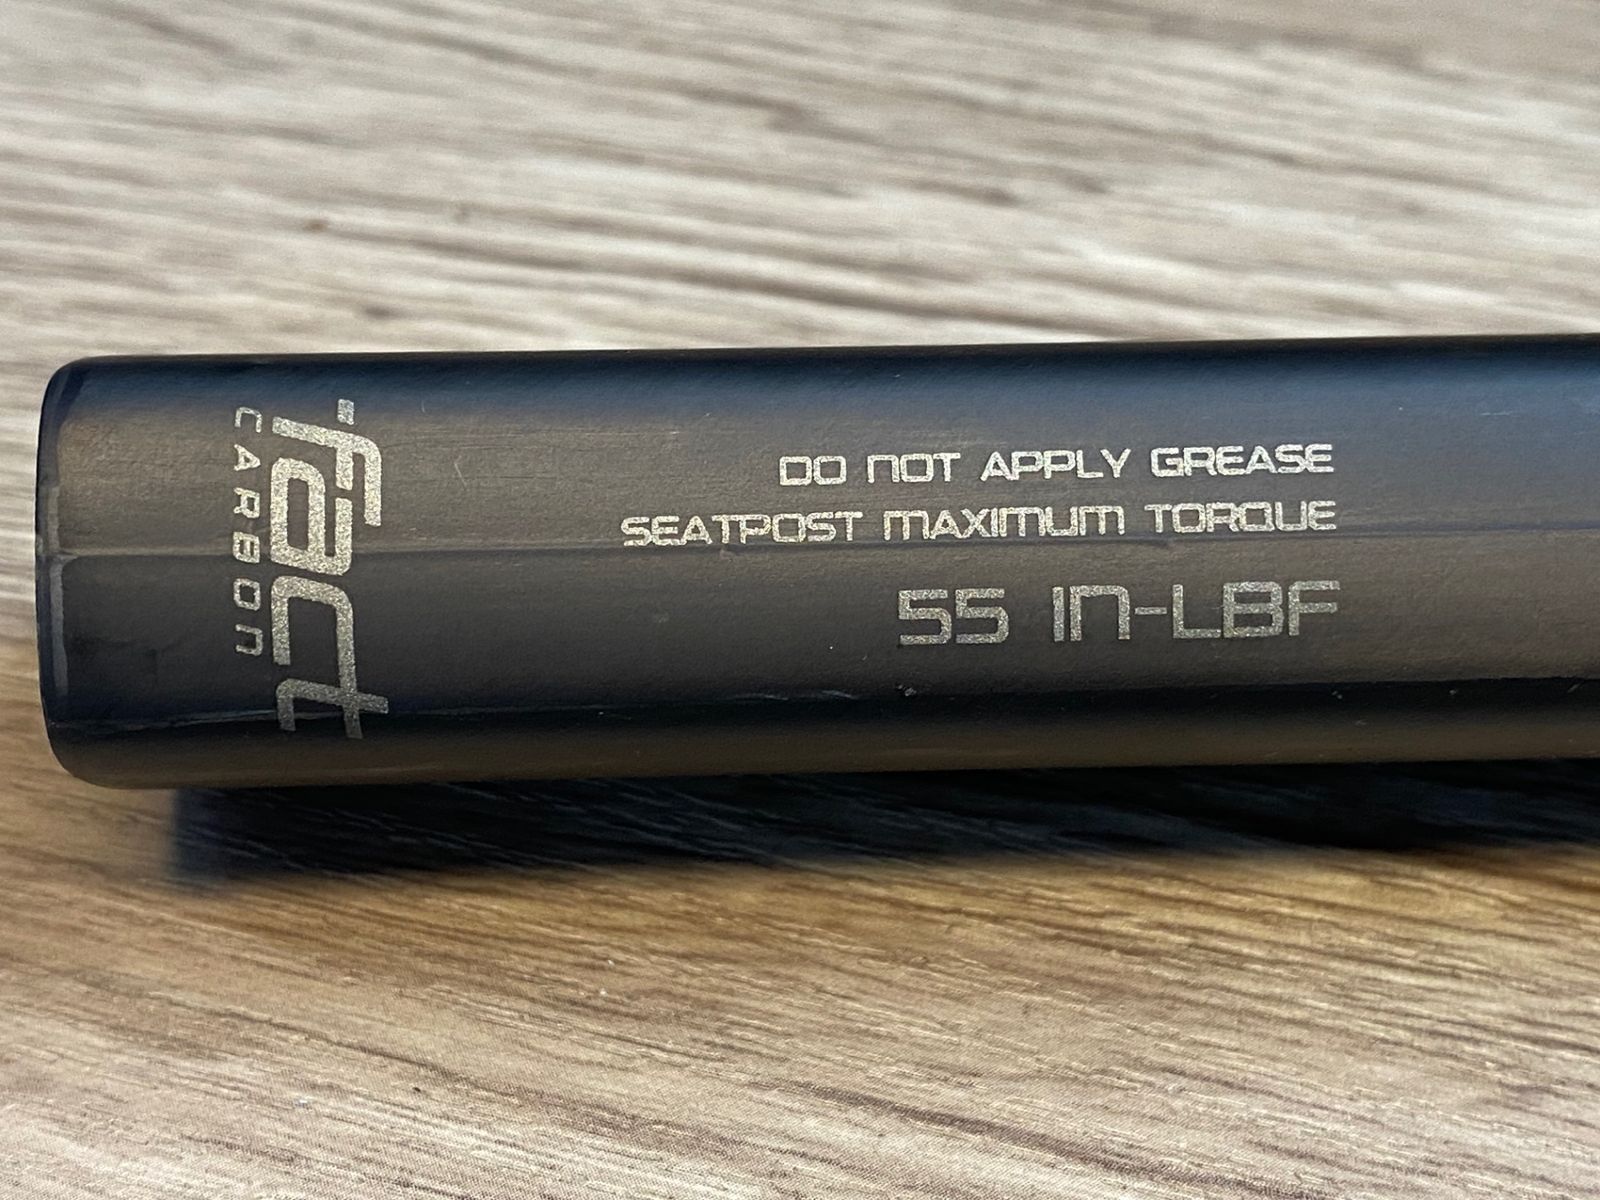 fact
CARBON
DO NOT APPLY GREASE
SEATPOST MAXIMUM TORQUE
55 IN-LBF